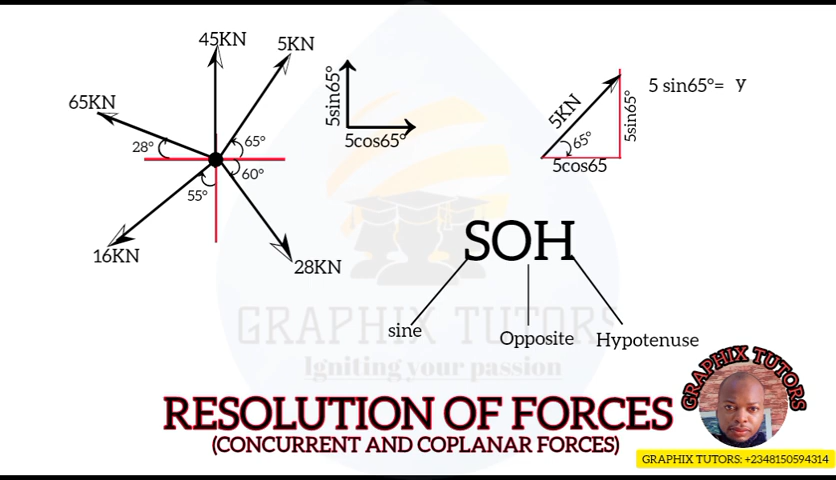 45KN
5KN
65KN
28°
65°
60°
55°
16KN
28KN
5sin65°
5cos65°
5KN
65°
5sin65°
5cos65
5 sin65°= y
SOH
sine
Opposite
Hypotenuse
GRAPHIX TUTORS
Igniting your passion
RESOLUTION OF FORCES
(CONCURRENT AND COPLANAR FORCES)
GRAPHIX TUTORS
GRAPHIX TUTORS: +2348150594314